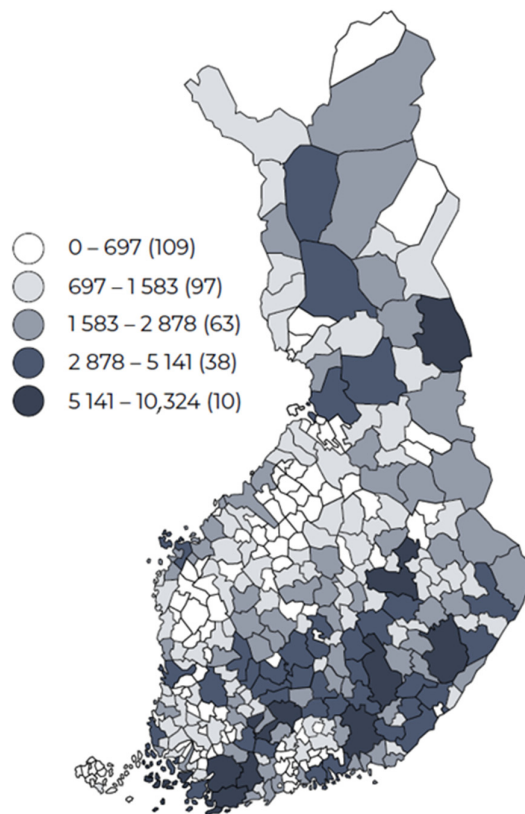 0 – 697 (109)
697 – 1 583 (97)
1 583 – 2 878 (63)
2 878 – 5 141 (38)
5 141 – 10,324 (10)